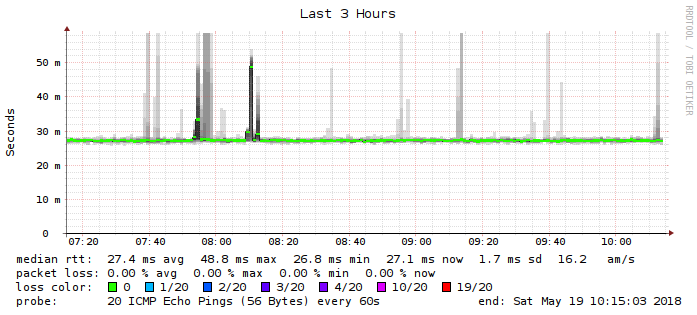 Last 3 Hours
RRDTOOL / TOBI OETIKER
Seconds
50 m
40 m
30 m
20 m
10 m
0
07:20 07:40 08:00 08:20 08:40 09:00 09:20 09:40 10:00
median rtt: 27.4 ms avg 48.8 ms max 26.8 ms min 27.1 ms now 1.7 ms sd 16.2 am/s
packet loss: 0.00 % avg 0.00 % max 0.00 % min 0.00 % now
loss color: 0 1/20 2/20 3/20 4/20 10/20 19/20
probe: 20 ICMP Echo Pings (56 Bytes) every 60s end: Sat May 19 10:15:03 2018